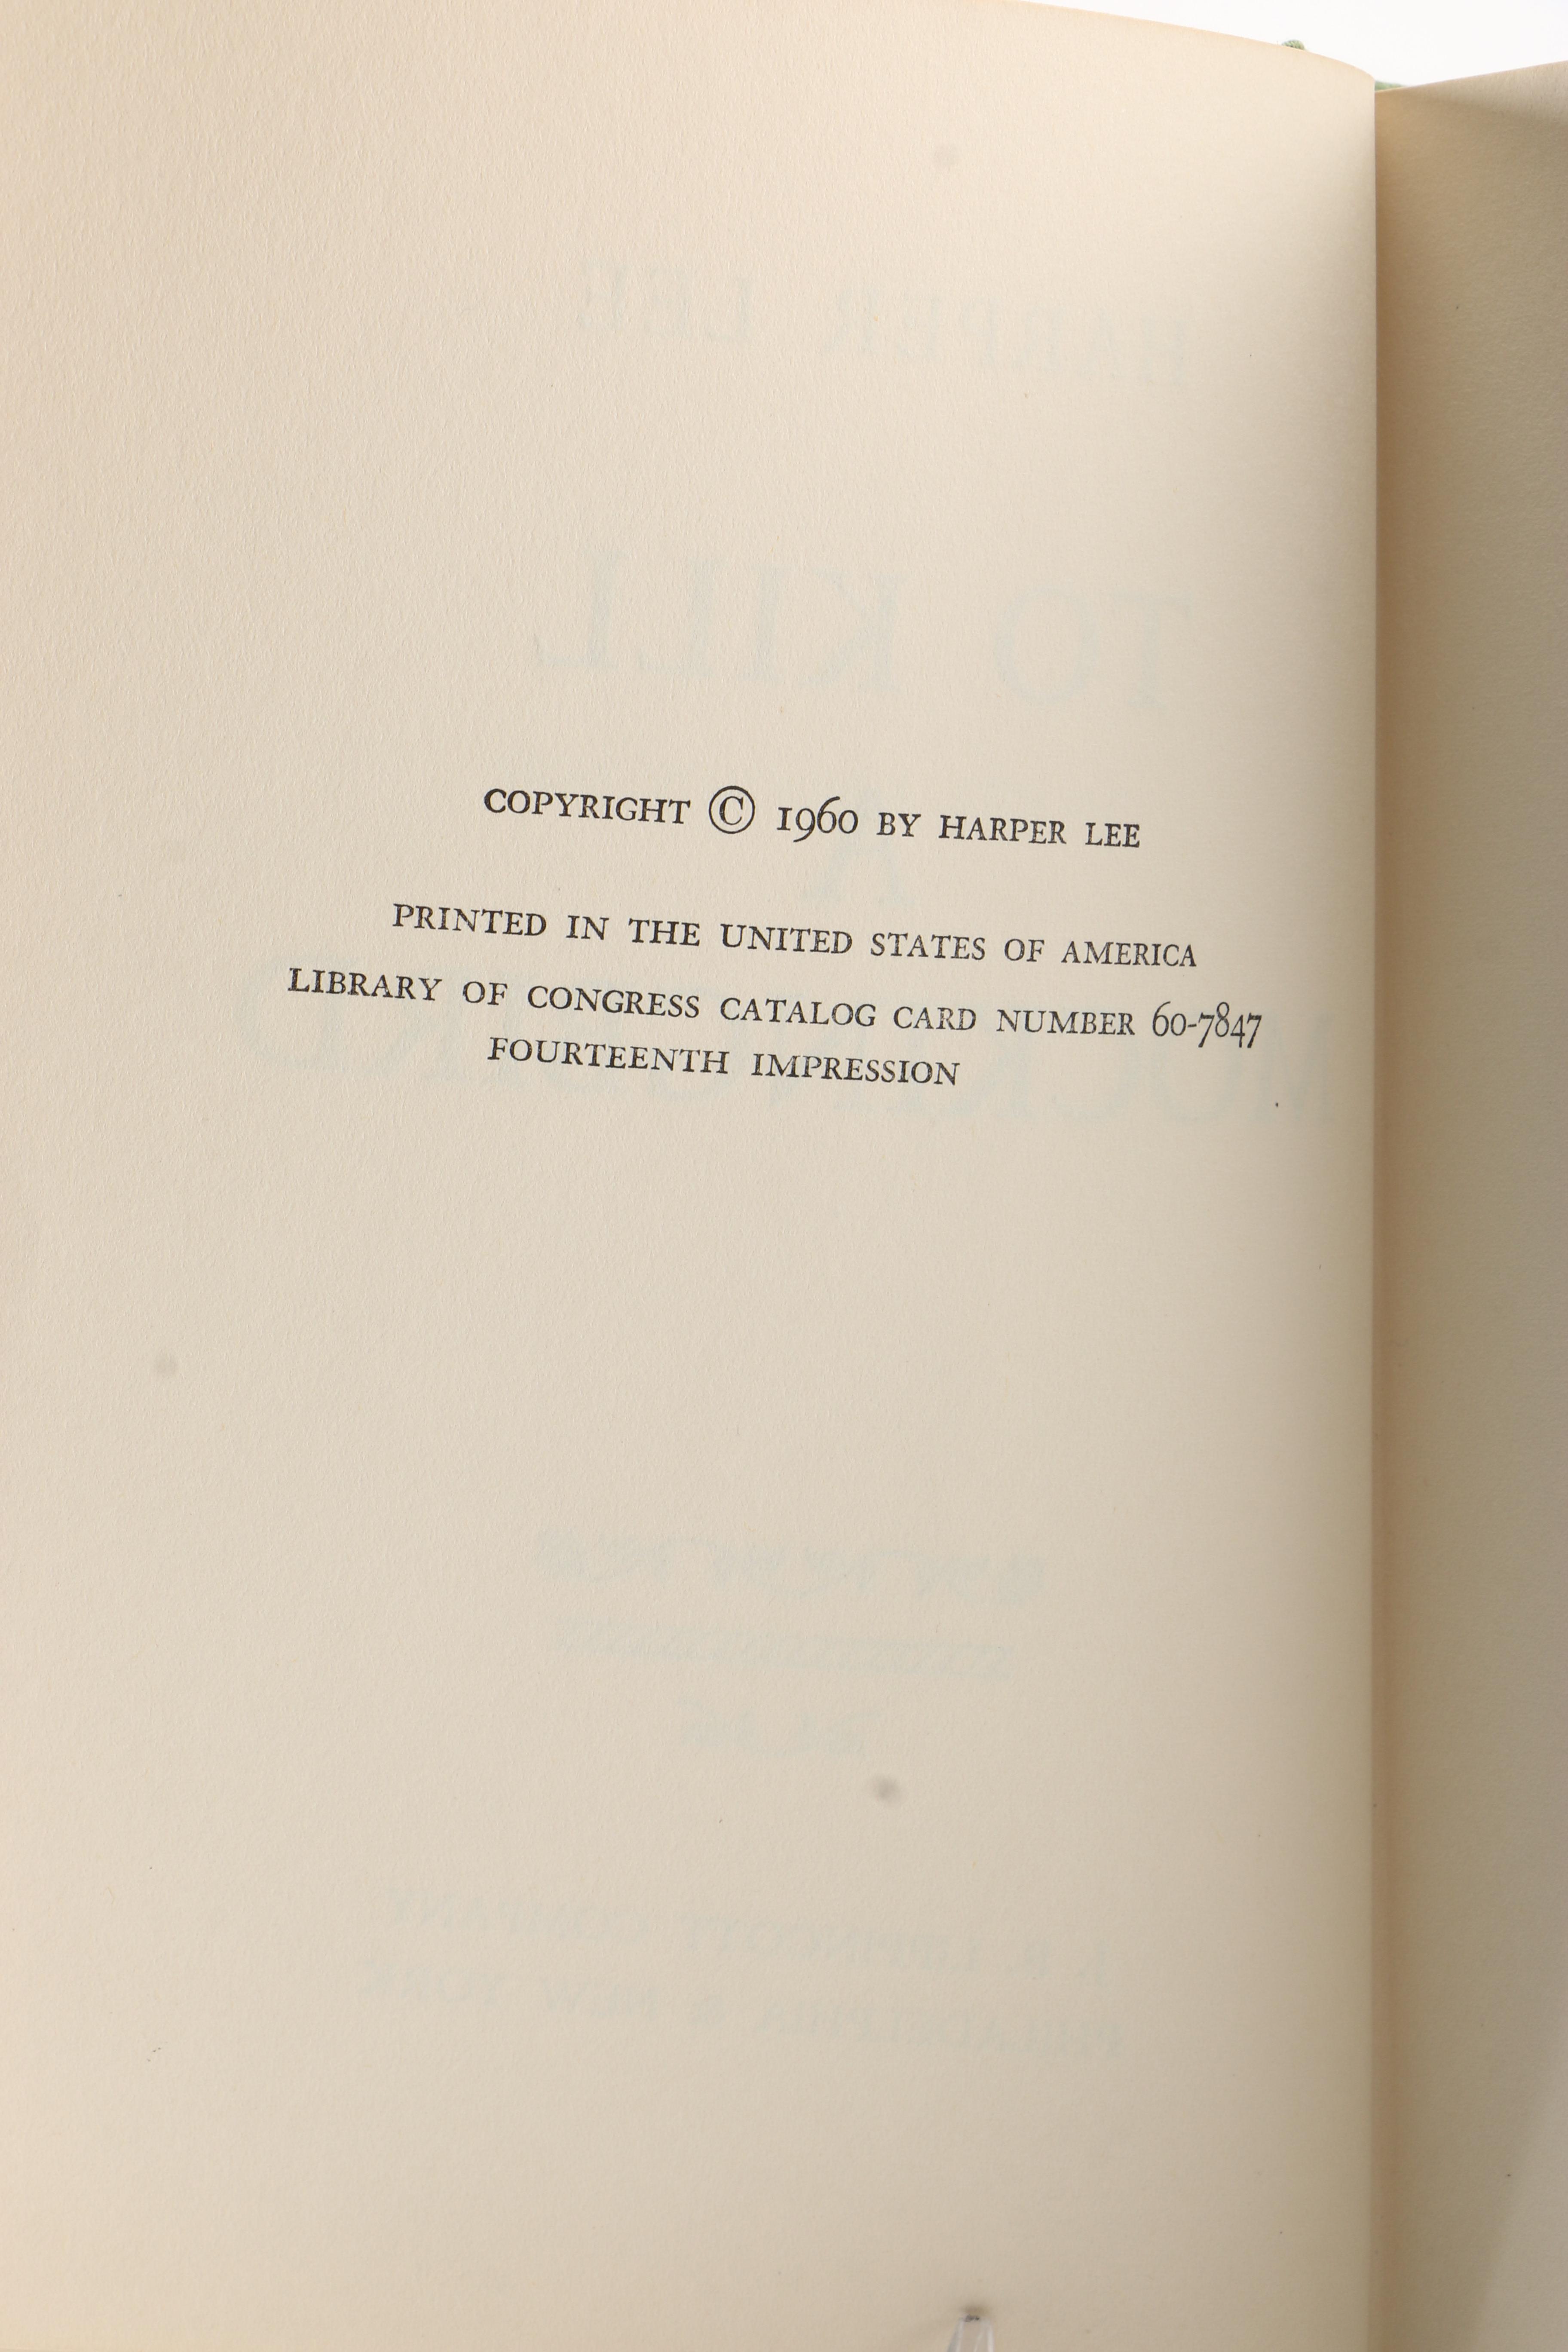 COPYRIGHT © 1960 BY HARPER LEE
PRINTED IN THE UNITED STATES OF AMERICA
LIBRARY OF CONGRESS CATALOG CARD NUMBER 60-7847
FOURTEENTH IMPRESSION